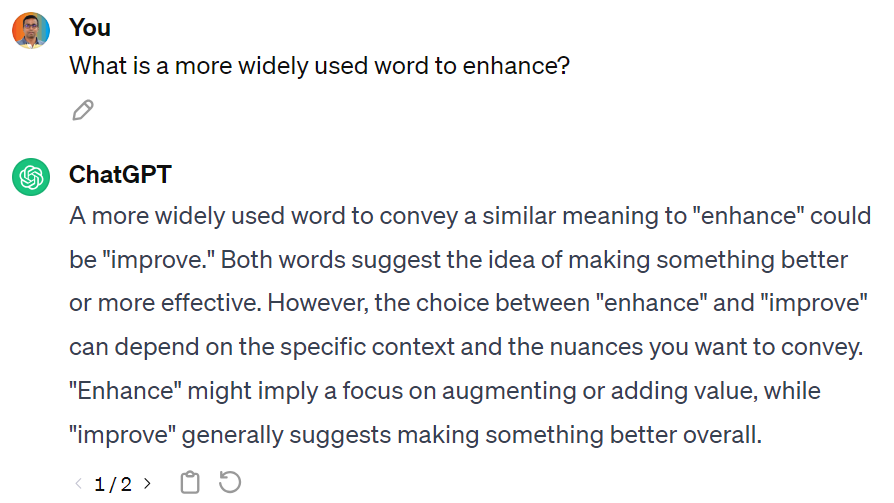 You
What is a more widely used word to enhance?
ChatGPT
A more widely used word to convey a similar meaning to "enhance" could
be "improve." Both words suggest the idea of making something better
or more effective. However, the choice between "enhance" and "improve"
can depend on the specific context and the nuances you want to convey.
"Enhance" might imply a focus on augmenting or adding value, while
"improve" generally suggests making something better overall.
< 1 / 2 >